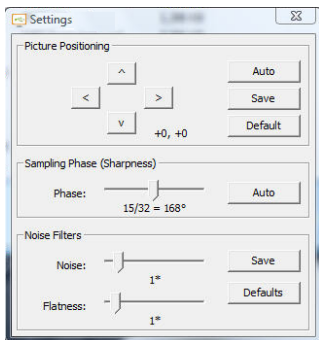 Settings
Picture Positioning
^
Auto
<
>
Save
v
+0, +0
Default
Sampling Phase (Sharpness)
Phase:
Auto
15/32 = 168°
Noise Filters
Noise:
Save
1*
Defaults
Flatness:
1*